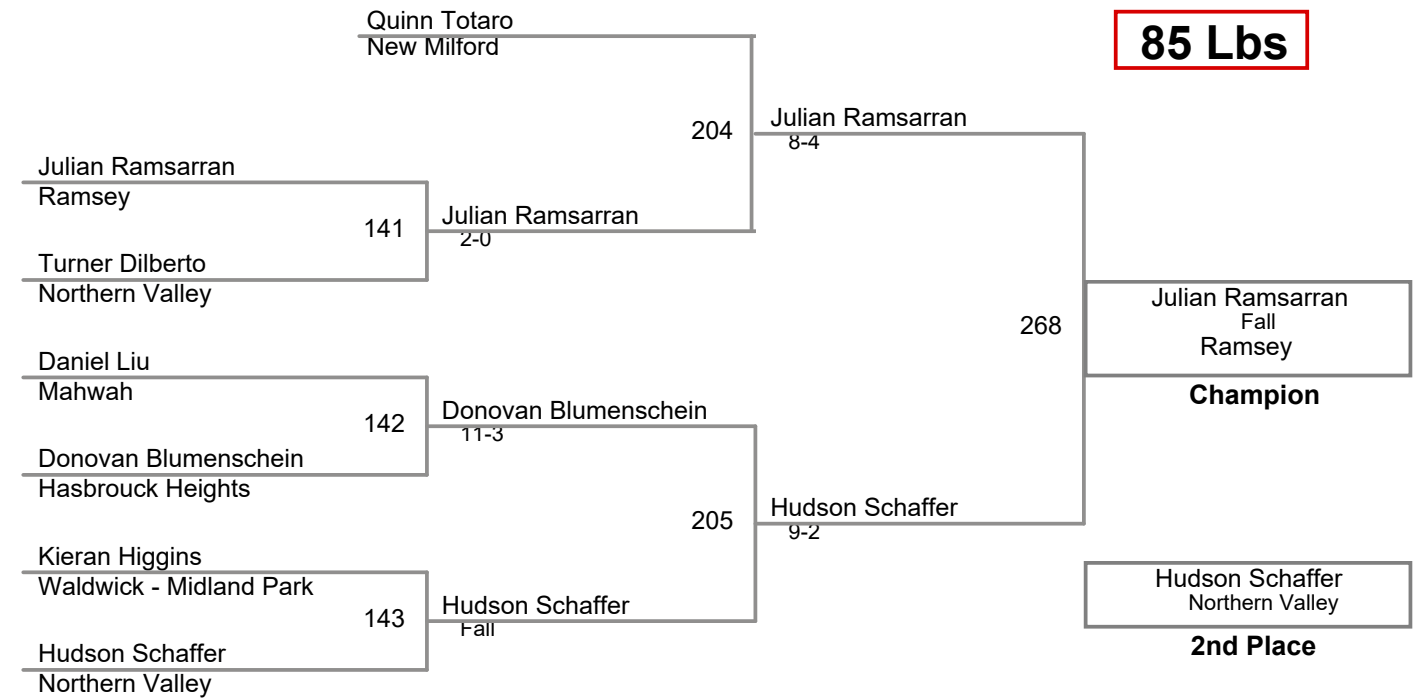 Quinn Totaro
New Milford
85 Lbs
204
Julian Ramsarran
8-4
Julian Ramsarran
Ramsey
141
Julian Ramsarran
2-0
Turner Dilberto
Northern Valley
268
Julian Ramsarran
Fall
Ramsey
Champion
Daniel Liu
Mahwah
142
Donovan Blumenschein
11-3
Donovan Blumenschein
Hasbrouck Heights
205
Hudson Schaffer
9-2
Kieran Higgins
Waldwick - Midland Park
143
Hudson Schaffer
Fall
Hudson Schaffer
Northern Valley
Hudson Schaffer
Northern Valley
2nd Place